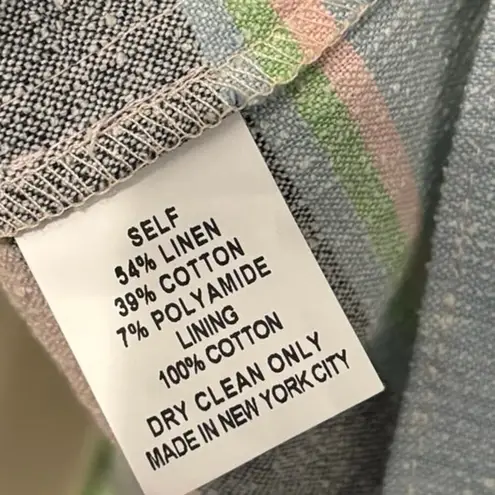 SELF
54% LINEN
39% COTTON
7% POLYAMIDE
LINING
100% COTTON
DRY CLEAN ONLY
MADE IN NEW YORK CITY